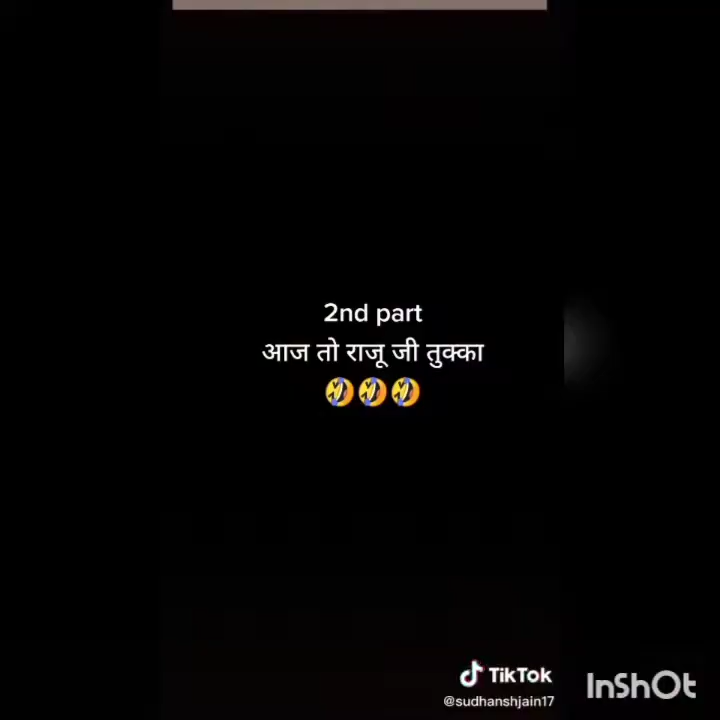 2nd part
आज तो राजू जी तुक्का
🤣🤣🤣
TikTok
@sudhanshjain17
InShOt